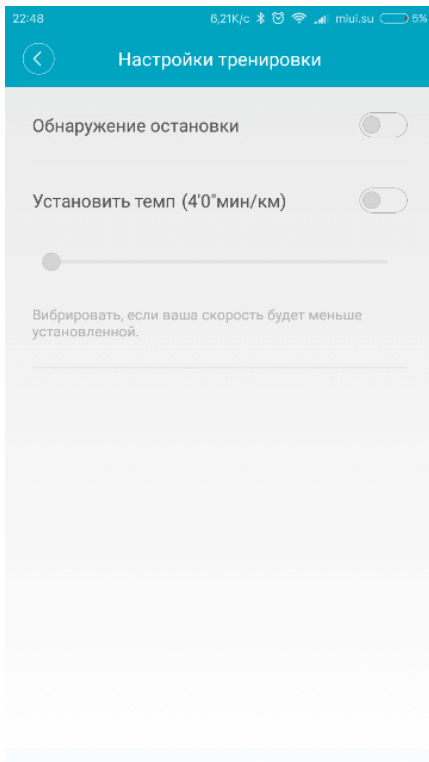 22:48 6,21K/c miui.su 6%
Настройки тренировки
Обнаружение остановки
Установить темп (4'0"мин/км)
Вибрировать, если ваша скорость будет меньше
установленной.